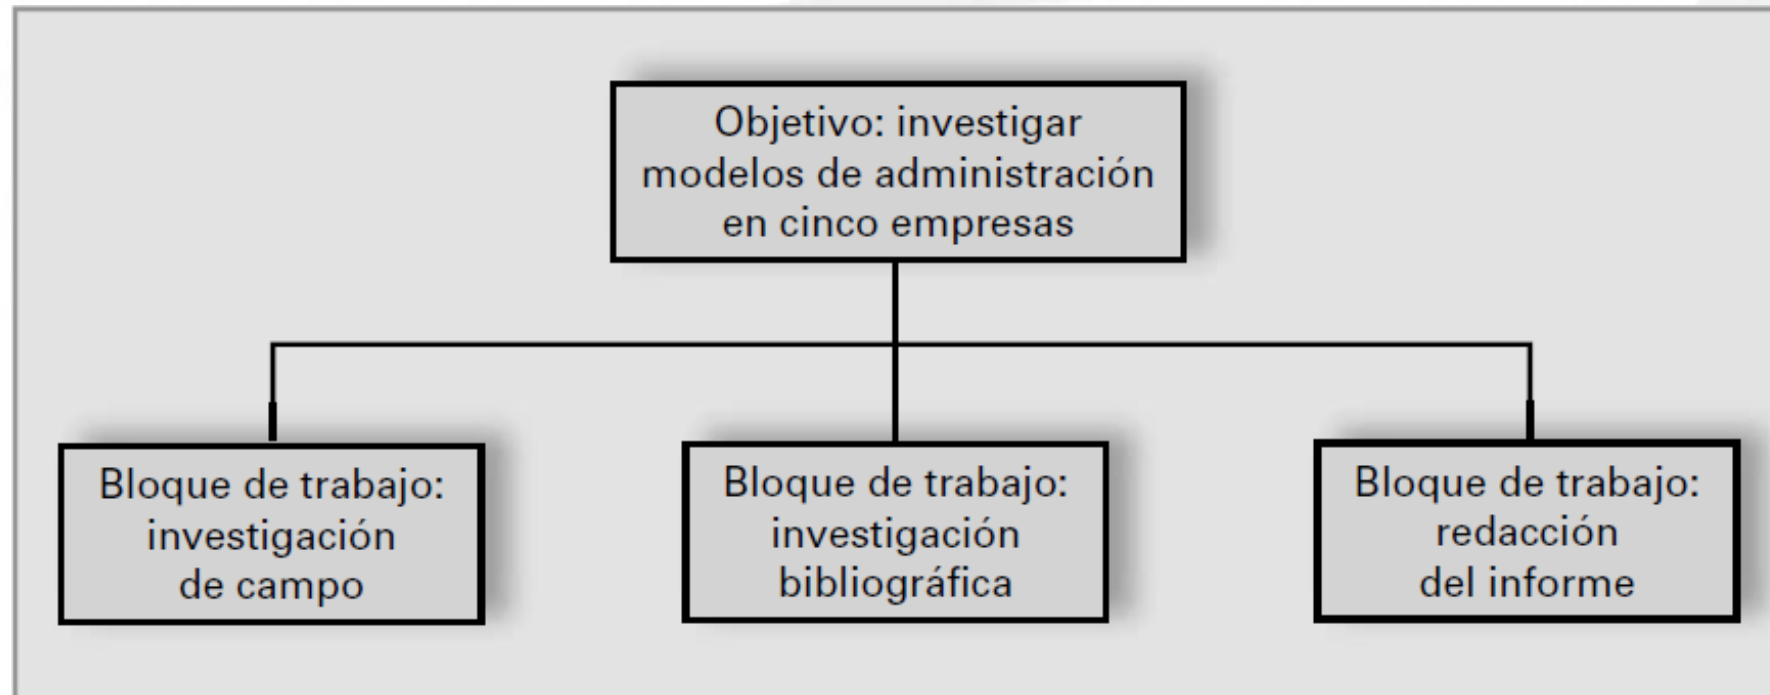 Objetivo: investigar
modelos de administración
en cinco empresas
Bloque de trabajo:
investigación
de campo
Bloque de trabajo:
investigación
bibliográfica
Bloque de trabajo:
redacción
del informe